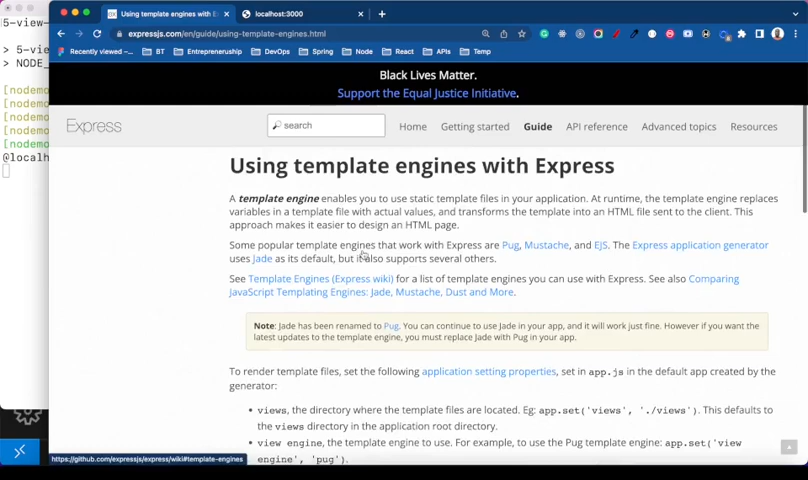 5-view-
> 5-vie
> NODE_
[nodemo
[nodemo
[nodemo
[nodemo
[nodemo
@localh
Using template engines with E
localhost:3000
expressjs.com/en/guide/using-template-engines.html
Recently viewed –... BT Entrepreneruship DevOps Spring Node React APIs Temp
Black Lives Matter.
Support the Equal Justice Initiative.
Express
search
Home Getting started Guide API reference Advanced topics Resources
Using template engines with Express
A template engine enables you to use static template files in your application. At runtime, the template engine replaces
variables in a template file with actual values, and transforms the template into an HTML file sent to the client. This
approach makes it easier to design an HTML page.
Some popular template engines that work with Express are Pug, Mustache, and EJS. The Express application generator
uses Jade as its default, but it also supports several others.
See Template Engines (Express wiki) for a list of template engines you can use with Express. See also Comparing
JavaScript Templating Engines: Jade, Mustache, Dust and More.
Note: Jade has been renamed to Pug. You can continue to use Jade in your app, and it will work just fine. However if you want the
latest updates to the template engine, you must replace Jade with Pug in your app.
To render template files, set the following application setting properties, set in app.js in the default app created by the
generator:
• views, the directory where the template files are located. Eg: app.set('views', './views'). This defaults to
the views directory in the application root directory.
• view engine, the template engine to use. For example, to use the Pug template engine: app.set('view
engine', 'pug').
https://github.com/expressjs/express/wiki#template-engines